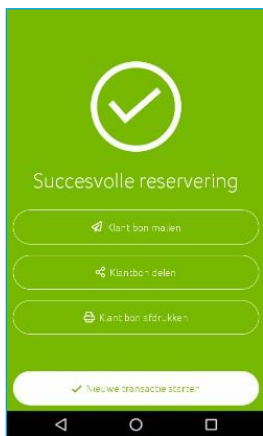 Succesvolle reservering
Klant bon mailen
Klantbon delen
Klant bon afdrukken
Nieuwe transactie starten